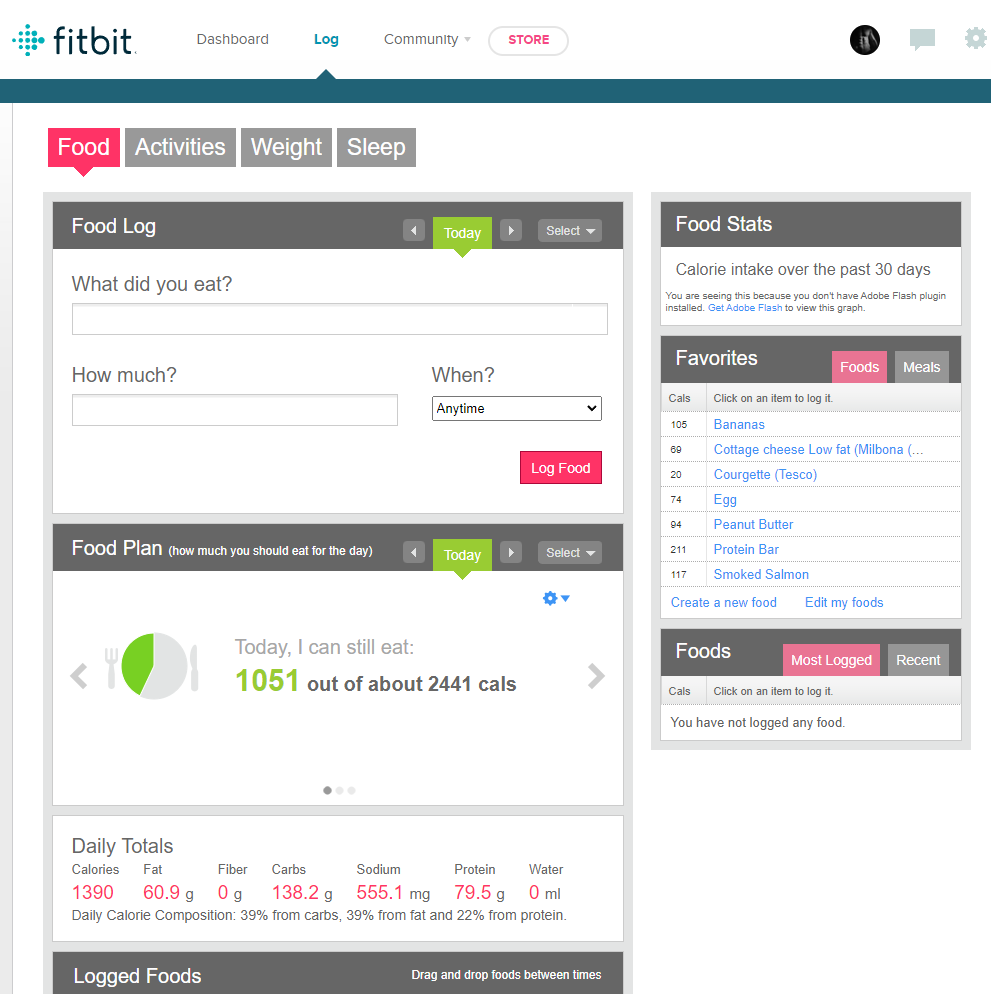 fitbit
Dashboard Log Community STORE
Food Activities Weight Sleep
Food Log Today Select
What did you eat?
How much? When?
Anytime
Log Food
Food Plan (how much you should eat for the day) Today Select
Today, I can still eat:
1051 out of about 2441 cals
Daily Totals
Calories Fat Fiber Carbs Sodium Protein Water
1390 60.9 g 0 g 138.2 g 555.1 mg 79.5 g 0 ml
Daily Calorie Composition: 39% from carbs, 39% from fat and 22% from protein.
Logged Foods Drag and drop foods between times
Food Stats
Calorie intake over the past 30 days
You are seeing this because you don't have Adobe Flash plugin
installed. Get Adobe Flash to view this graph.
Favorites Foods Meals
Cals Click on an item to log it.
105 Bananas
69 Cottage cheese Low fat (Milbona (...
20 Courgette (Tesco)
74 Egg
94 Peanut Butter
211 Protein Bar
117 Smoked Salmon
Create a new food Edit my foods
Foods Most Logged Recent
Cals Click on an item to log it.
You have not logged any food.